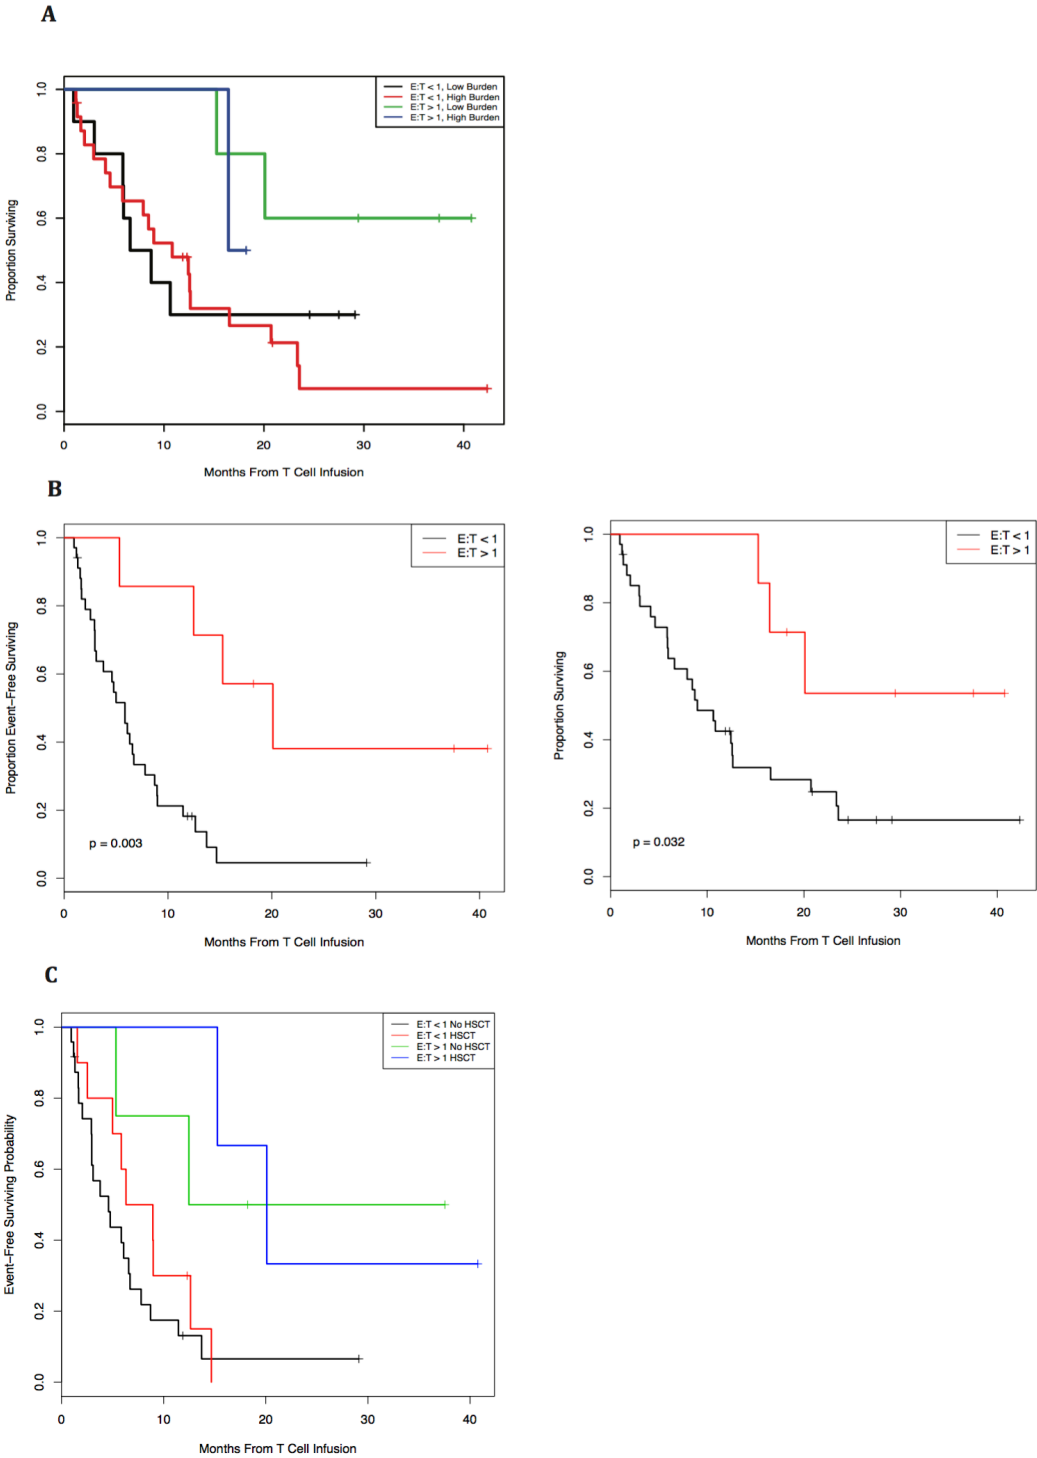 A
E:T < 1, Low Burden
E:T < 1, High Burden
E:T > 1, Low Burden
E:T > 1, High Burden
Proportion Surviving
1.0
0.8
0.6
0.4
0.2
0.0
0 10 20 30 40
Months From T Cell Infusion
B
E:T < 1
E:T > 1
Proportion Event-Free Surviving
1.0
0.8
0.6
0.4
0.2
0.0
p = 0.003
0 10 20 30 40
Months From T Cell Infusion
E:T < 1
E:T > 1
Proportion Surviving
1.0
0.8
0.6
0.4
0.2
0.0
p = 0.032
0 10 20 30 40
Months From T Cell Infusion
C
E:T < 1 No HSCT
E:T < 1 HSCT
E:T > 1 No HSCT
E:T > 1 HSCT
Event-Free Surviving Probability
1.0
0.8
0.6
0.4
0.2
0.0
0 10 20 30 40
Months From T Cell Infusion